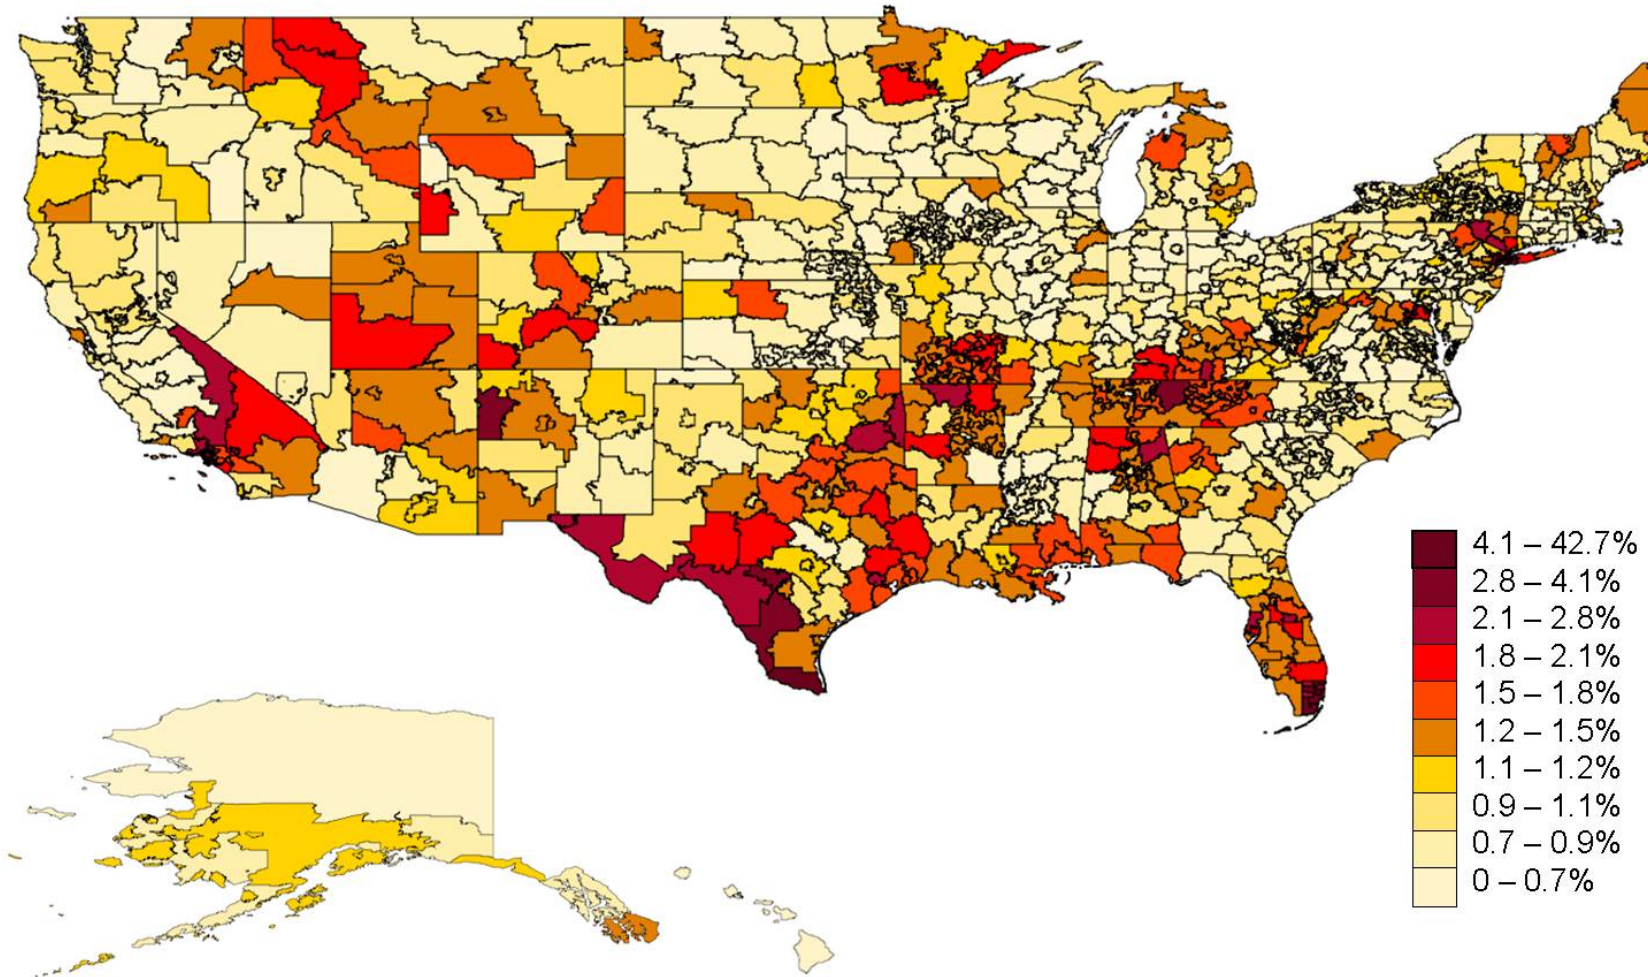 4.1 – 42.7%
2.8 – 4.1%
2.1 – 2.8%
1.8 – 2.1%
1.5 – 1.8%
1.2 – 1.5%
1.1 – 1.2%
0.9 – 1.1%
0.7 – 0.9%
0 – 0.7%